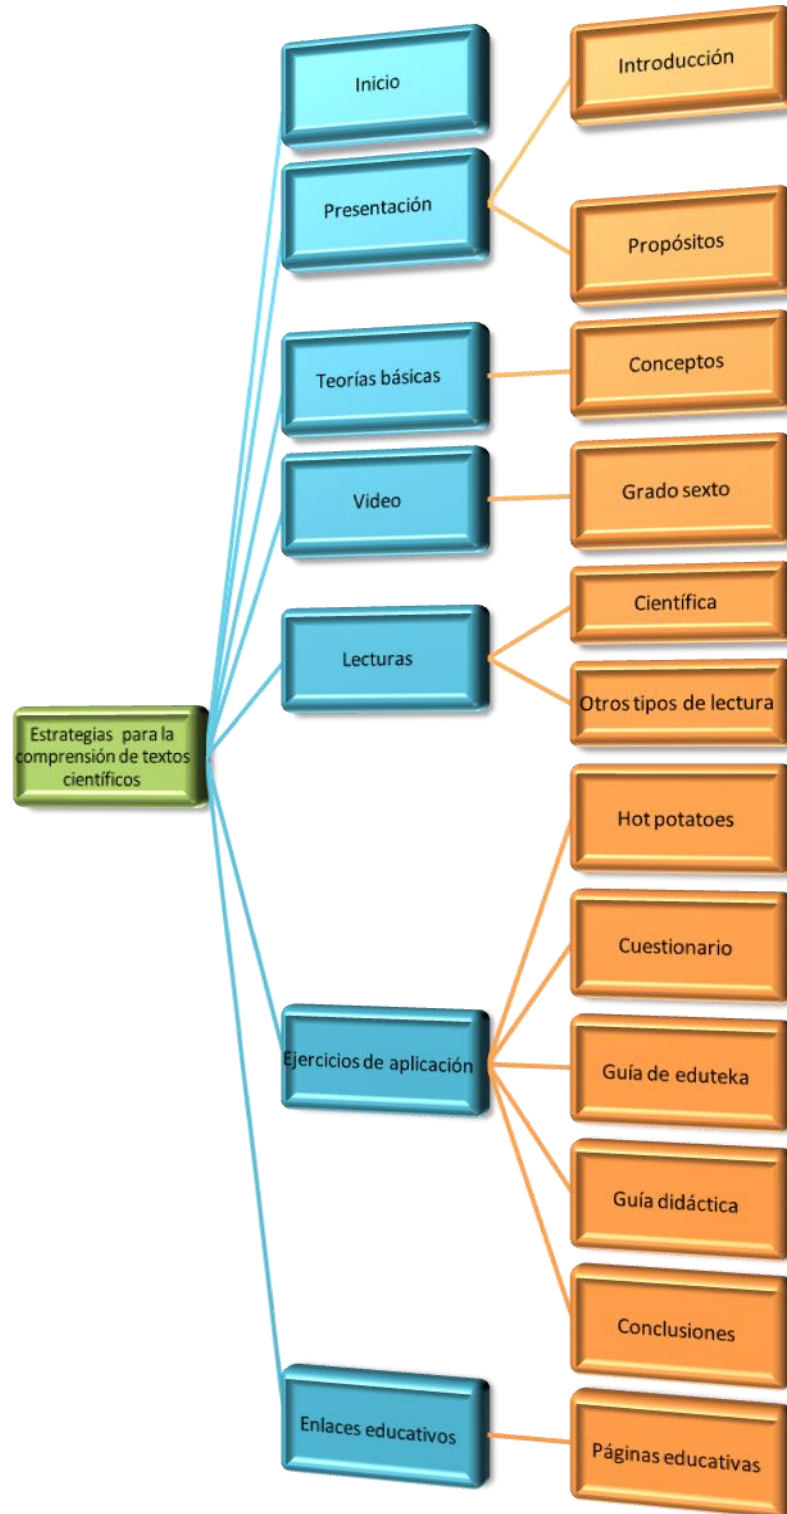 Inicio
Introducción
Presentación
Propósitos
Teorías básicas
Conceptos
Video
Grado sexto
Lecturas
Científica
Otros tipos de lectura
Estrategias para la
comprensión de textos
científicos
Ejercicios de aplicación
Hot potatoes
Cuestionario
Guía de eduteka
Guía didáctica
Conclusiones
Enlaces educativos
Páginas educativas